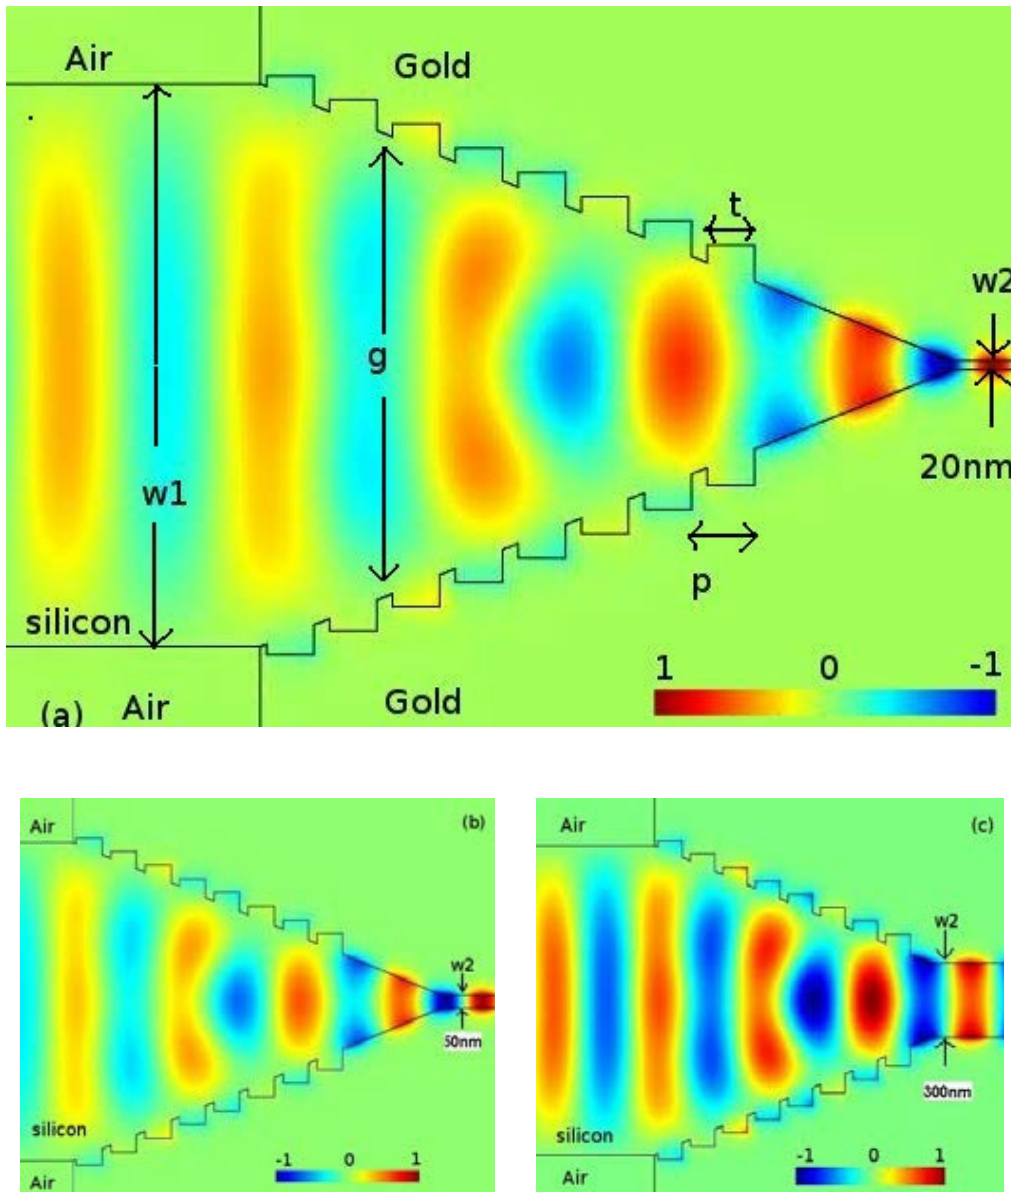 Air
Gold
t
w2
g
w1
20nm
p
silicon
1 0 -1
(a) Air
Gold
Air
(b)
w2
50nm
silicon
-1 0 1
Air
Air
(c)
w2
300nm
silicon
-1 0 1
Air